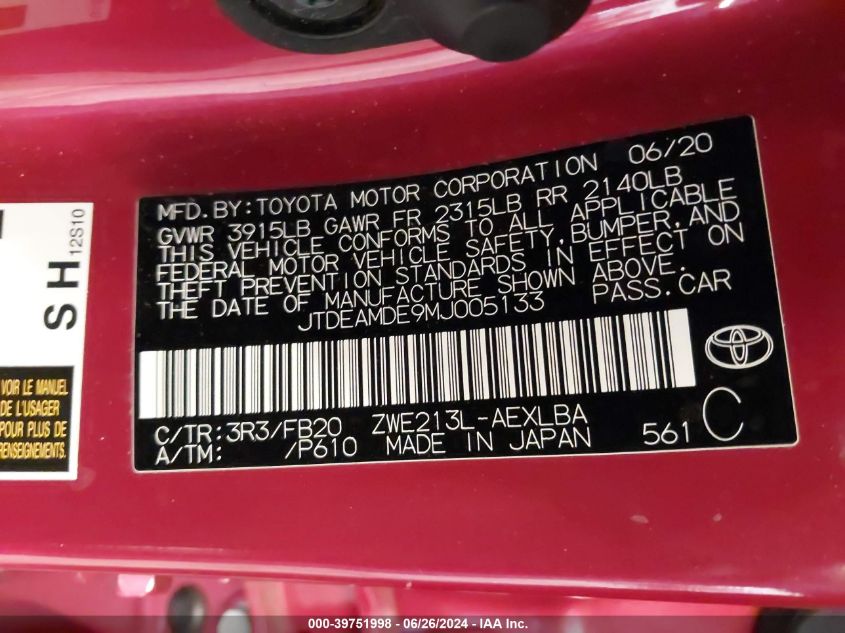 MFD. BY: TOYOTA MOTOR CORPORATION 06/20
GVWR 3915LB GAWR FR 2315LB RR 2140LB
THIS VEHICLE CONFORMS TO ALL APPLICABLE
FEDERAL MOTOR VEHICLE SAFETY, BUMPER, AND
THEFT PREVENTION STANDARDS IN EFFECT ON
THE DATE OF MANUFACTURE SHOWN ABOVE.
JTDEAMDE9MJ005133 PASS. CAR
C/TR: 3R3/FB20 ZWE213L-AEXLBA
A/TM: /P610 MADE IN JAPAN 561 C
SH
12S10
VOIR LE MANUEL
DE L'USAGER
POUR PLUS DE
RENSEIGNEMENTS.
000-39751998 - 06/26/2024 - IAA Inc.